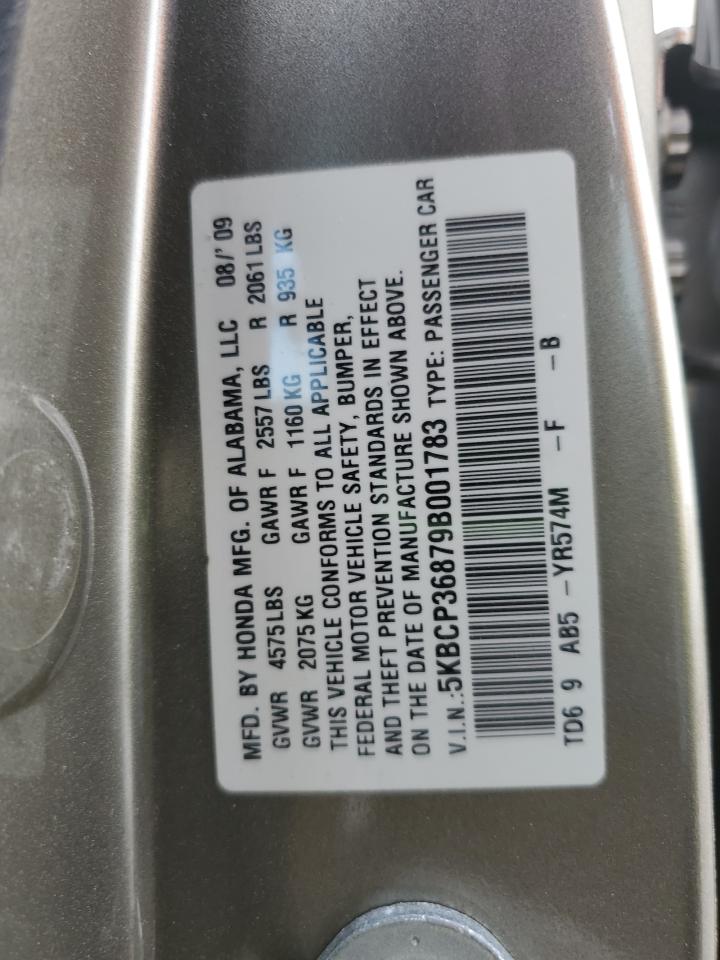 MFD. BY HONDA MFG. OF ALABAMA, LLC 08/' 09
GVWR 4575 LBS GAWR F 2557 LBS R 2061 LBS
GVWR 2075 KG GAWR F 1160 KG R 935 KG
THIS VEHICLE CONFORMS TO ALL APPLICABLE
FEDERAL MOTOR VEHICLE SAFETY, BUMPER,
AND THEFT PREVENTION STANDARDS IN EFFECT
ON THE DATE OF MANUFACTURE SHOWN ABOVE.
V.I.N.: 5KBCP36879B001783 TYPE: PASSENGER CAR
TD6 9 AB5 - YR574M - F - B